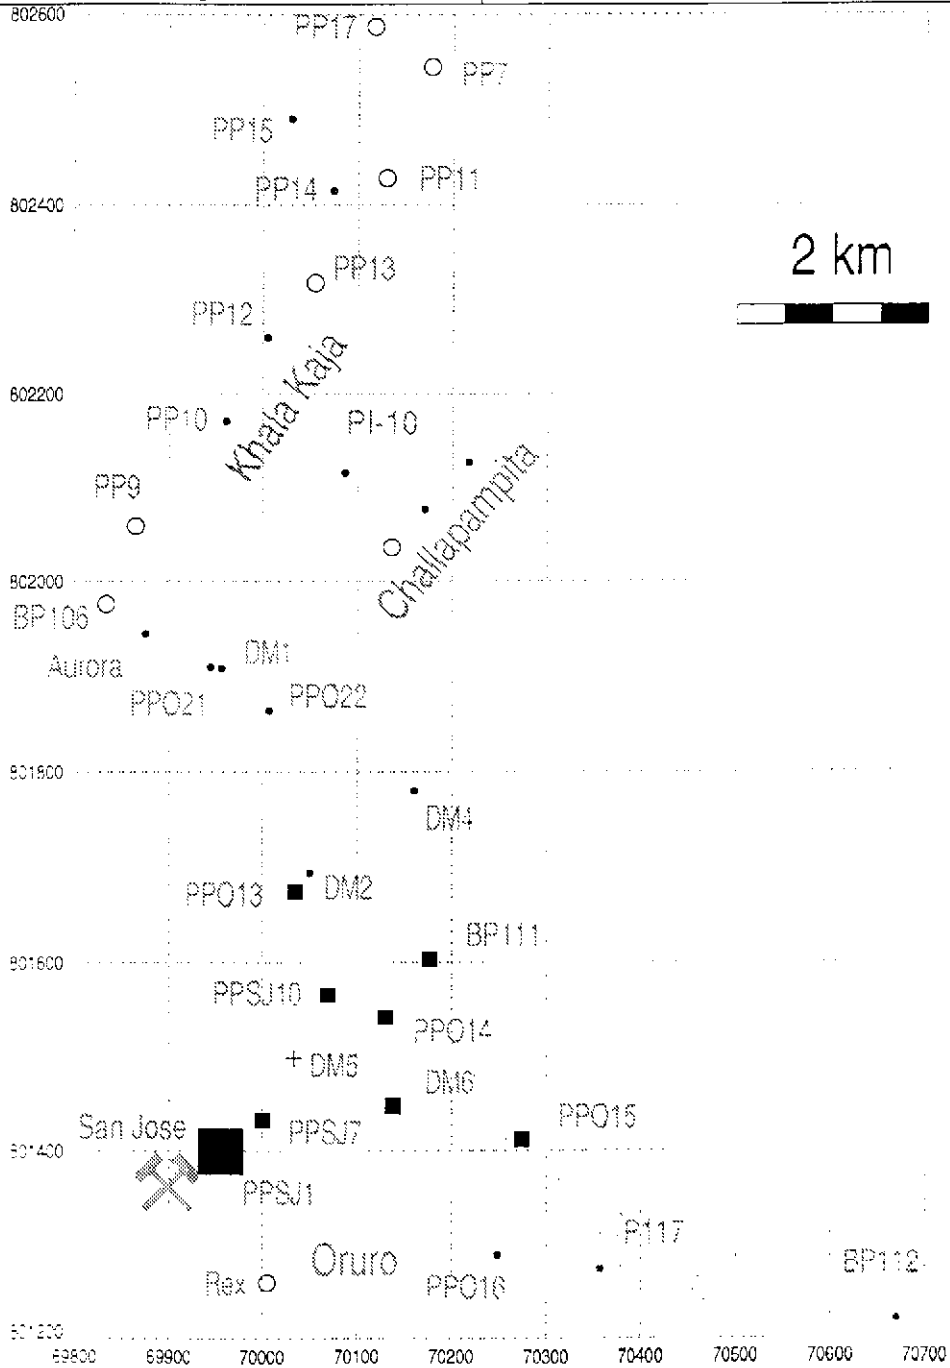 802600
PP17
PP7
PP15
PP14
PP11
802400
PP13
2 km
PP12
Khala Kaja
602200
PP10
PI-10
PP9
Challapampita
802000
BP106
Aurora
DM1
PPO21
PPO22
801800
DM4
PPO13
DM2
BP111
801600
PPSJ10
PPO14
DM5
DM6
San Jose
PPSJ7
PPO15
801400
PPSJ1
P117
Oruro
BP112
Rex
PPO16
801200
69800 69900 70000 70100 70200 70300 70400 70500 70600 70700